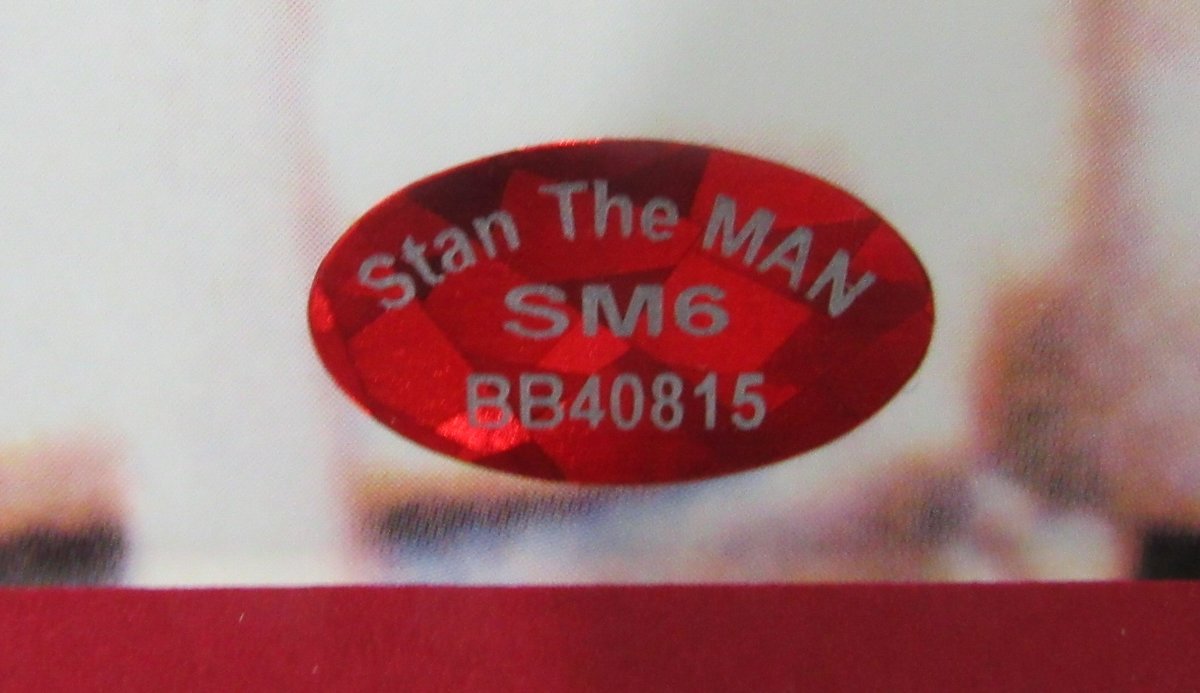 Stan The MAN
SM6
BB40815